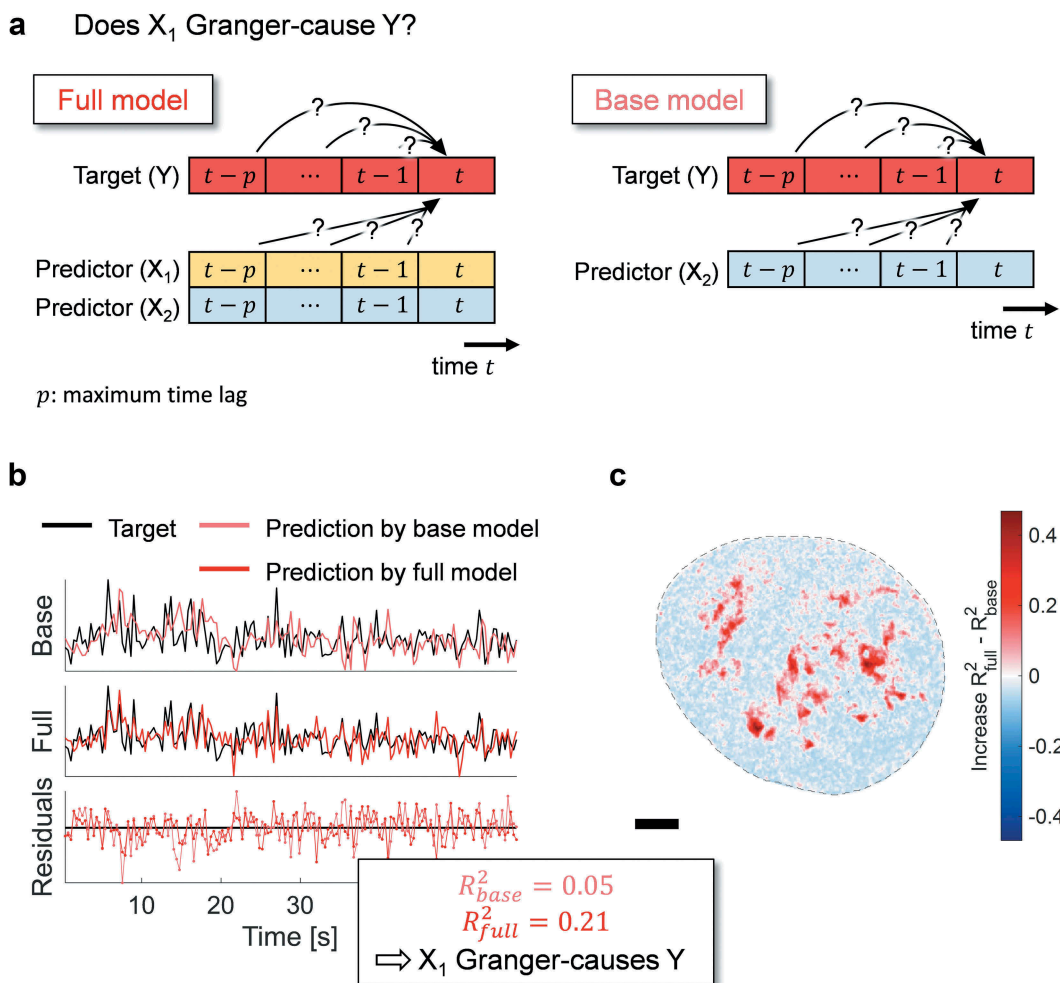 a Does X₁ Granger-cause Y?
Full model
? ? ?
Target (Y) t − p ⋯ t − 1 t
? ? ?
Predictor (X₁) t − p ⋯ t − 1 t
Predictor (X₂) t − p ⋯ t − 1 t
time t
p: maximum time lag
Base model
? ? ?
Target (Y) t − p ⋯ t − 1 t
? ? ?
Predictor (X₂) t − p ⋯ t − 1 t
time t
b
Target
Prediction by base model
Prediction by full model
Base
Full
Residuals
10 20 30
Time [s]
R²base = 0.05
R²full = 0.21
⇨ X₁ Granger-causes Y
c
Increase R²full - R²base
0.4
0.2
0
-0.2
-0.4